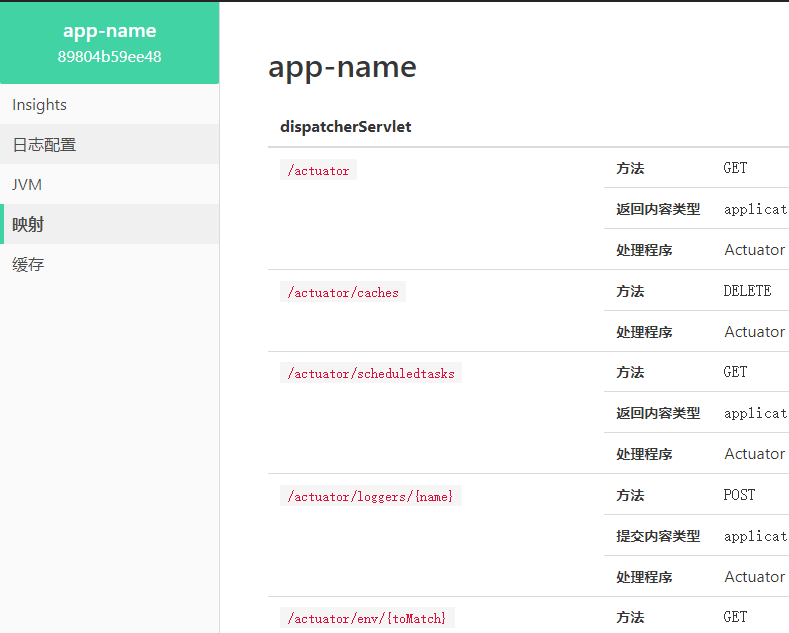 app-name
89804b59ee48
Insights
日志配置
JVM
映射
缓存
app-name
dispatcherServlet
/actuator 方法 GET
返回内容类型 applicat
处理程序 Actuator
/actuator/caches 方法 DELETE
处理程序 Actuator
/actuator/scheduledtasks 方法 GET
返回内容类型 applicat
处理程序 Actuator
/actuator/loggers/{name} 方法 POST
提交内容类型 applicat
处理程序 Actuator
/actuator/env/{toMatch} 方法 GET